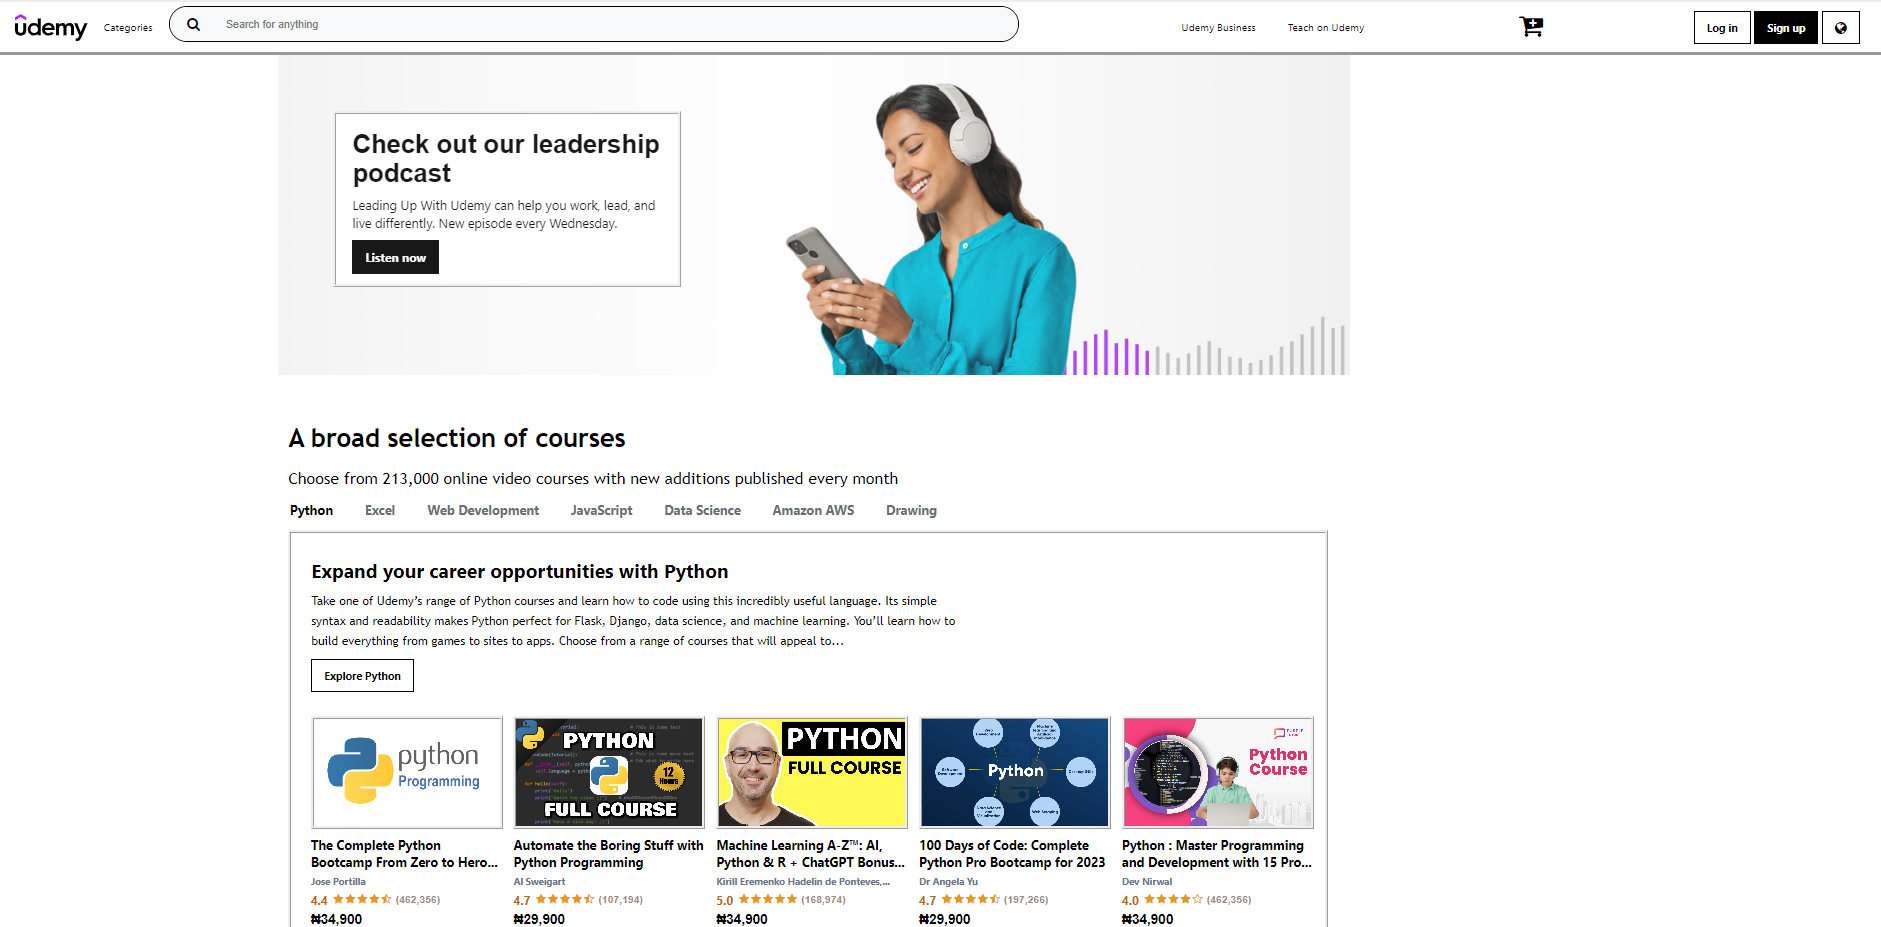 udemy
Categories
Search for anything
Udemy Business
Teach on Udemy
Log in
Sign up
Check out our leadership
podcast
Leading Up With Udemy can help you work, lead, and
live differently. New episode every Wednesday.
Listen now
A broad selection of courses
Choose from 213,000 online video courses with new additions published every month
Python Excel Web Development JavaScript Data Science Amazon AWS Drawing
Expand your career opportunities with Python
Take one of Udemy’s range of Python courses and learn how to code using this incredibly useful language. Its simple
syntax and readability makes Python perfect for Flask, Django, data science, and machine learning. You’ll learn how to
build everything from games to sites to apps. Choose from a range of courses that will appeal to...
Explore Python
python
Programming
PYTHON
12
Hours
FULL COURSE
PYTHON
FULL COURSE
Python
Web Scraping
Python
Course
The Complete Python
Bootcamp From Zero to Hero...
Jose Portilla
4.4 (462,356)
₦34,900
Automate the Boring Stuff with
Python Programming
Al Sweigart
4.7 (107,194)
₦29,900
Machine Learning A-Z™: AI,
Python & R + ChatGPT Bonus...
Kirill Eremenko Hadelin de Ponteves,...
5.0 (168,974)
₦34,900
100 Days of Code: Complete
Python Pro Bootcamp for 2023
Dr Angela Yu
4.7 (197,266)
₦29,900
Python : Master Programming
and Development with 15 Pro...
Dev Nirwal
4.0 (462,356)
₦34,900